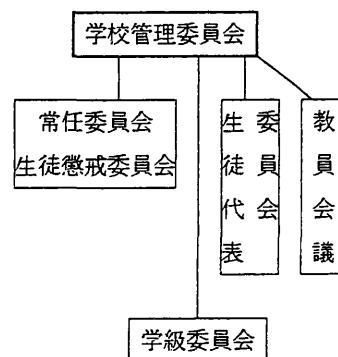 学校管理委員会
常任委員会
生徒懲戒委員会
生徒代表
委員会
教員会議
学級委員会